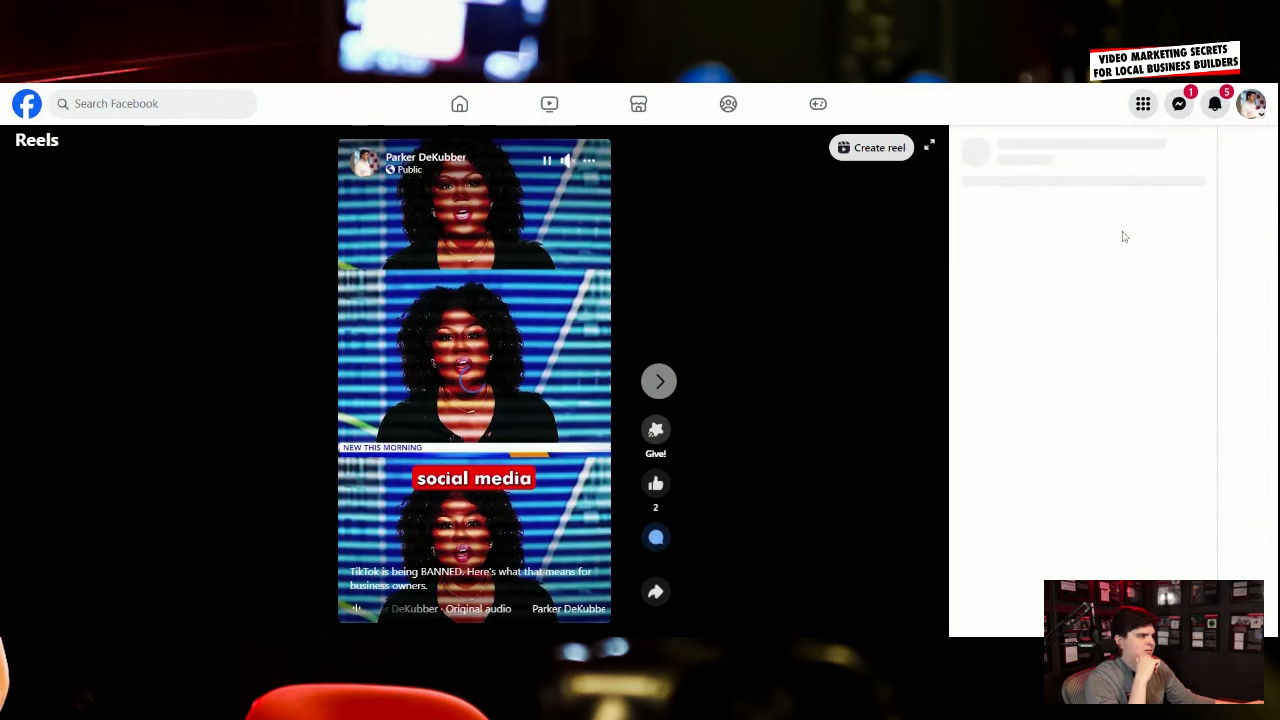 VIDEO MARKETING SECRETS
FOR LOCAL BUSINESS BUILDERS
Search Facebook
1
5
Reels
Parker DeKubber
Public
Create reel
NEW THIS MORNING
social media
Give!
2
TikTok is being BANNED. Here's what that means for
business owners.
er DeKubber · Original audio
Parker DeKubbe